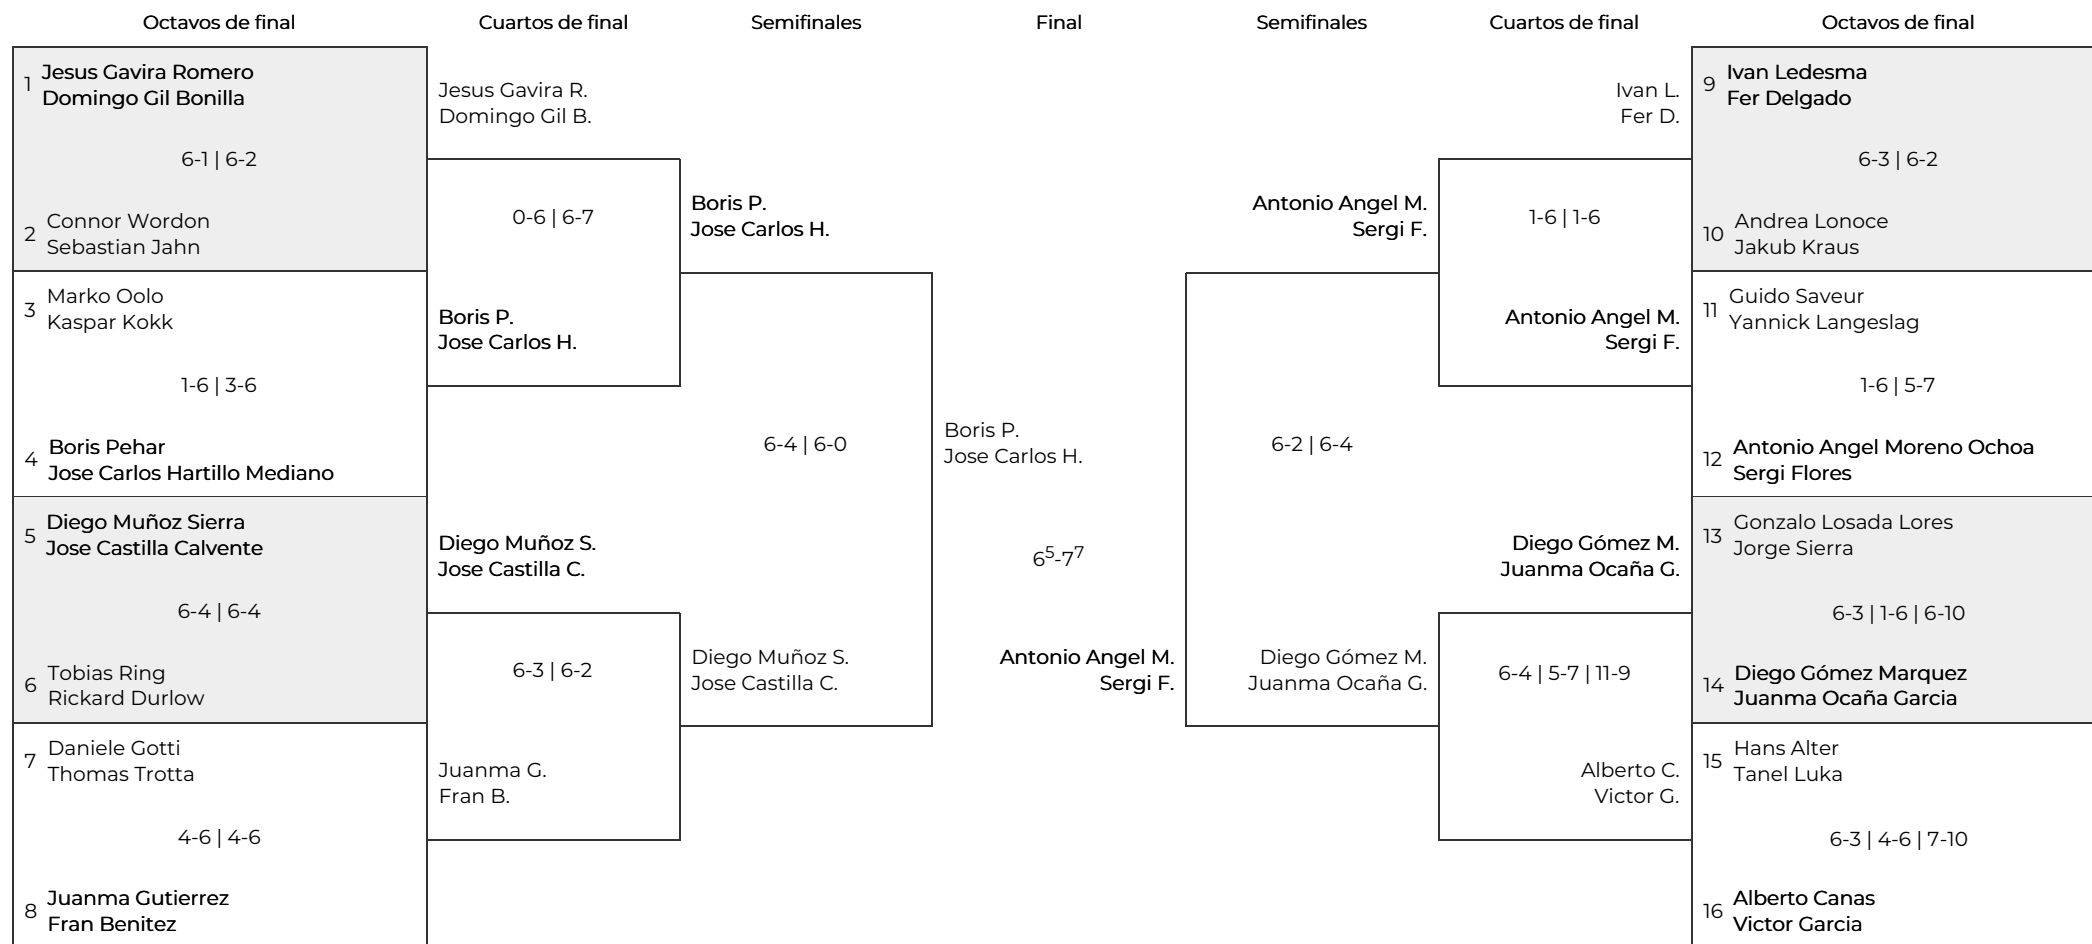 Octavos de final
Cuartos de final
Semifinales
Final
Semifinales
Cuartos de final
Octavos de final
1
Jesus Gavira Romero
Domingo Gil Bonilla
6-1 | 6-2
2
Connor Wordon
Sebastian Jahn
3
Marko Oolo
Kaspar Kokk
1-6 | 3-6
4
Boris Pehar
Jose Carlos Hartillo Mediano
5
Diego Muñoz Sierra
Jose Castilla Calvente
6-4 | 6-4
6
Tobias Ring
Rickard Durlow
7
Daniele Gotti
Thomas Trotta
4-6 | 4-6
8
Juanma Gutierrez
Fran Benitez
Jesus Gavira R.
Domingo Gil B.
0-6 | 6-7
Boris P.
Jose Carlos H.
Diego Muñoz S.
Jose Castilla C.
6-3 | 6-2
Juanma G.
Fran B.
Boris P.
Jose Carlos H.
6-4 | 6-0
Diego Muñoz S.
Jose Castilla C.
Boris P.
Jose Carlos H.
6⁵-7⁷
Antonio Angel M.
Sergi F.
Antonio Angel M.
Sergi F.
6-2 | 6-4
Diego Gómez M.
Juanma Ocaña G.
Ivan L.
Fer D.
1-6 | 1-6
Antonio Angel M.
Sergi F.
Diego Gómez M.
Juanma Ocaña G.
6-4 | 5-7 | 11-9
Alberto C.
Victor G.
9
Ivan Ledesma
Fer Delgado
6-3 | 6-2
10
Andrea Lonoce
Jakub Kraus
11
Guido Saveur
Yannick Langeslag
1-6 | 5-7
12
Antonio Angel Moreno Ochoa
Sergi Flores
13
Gonzalo Losada Lores
Jorge Sierra
6-3 | 1-6 | 6-10
14
Diego Gómez Marquez
Juanma Ocaña Garcia
15
Hans Alter
Tanel Luka
6-3 | 4-6 | 7-10
16
Alberto Canas
Victor Garcia